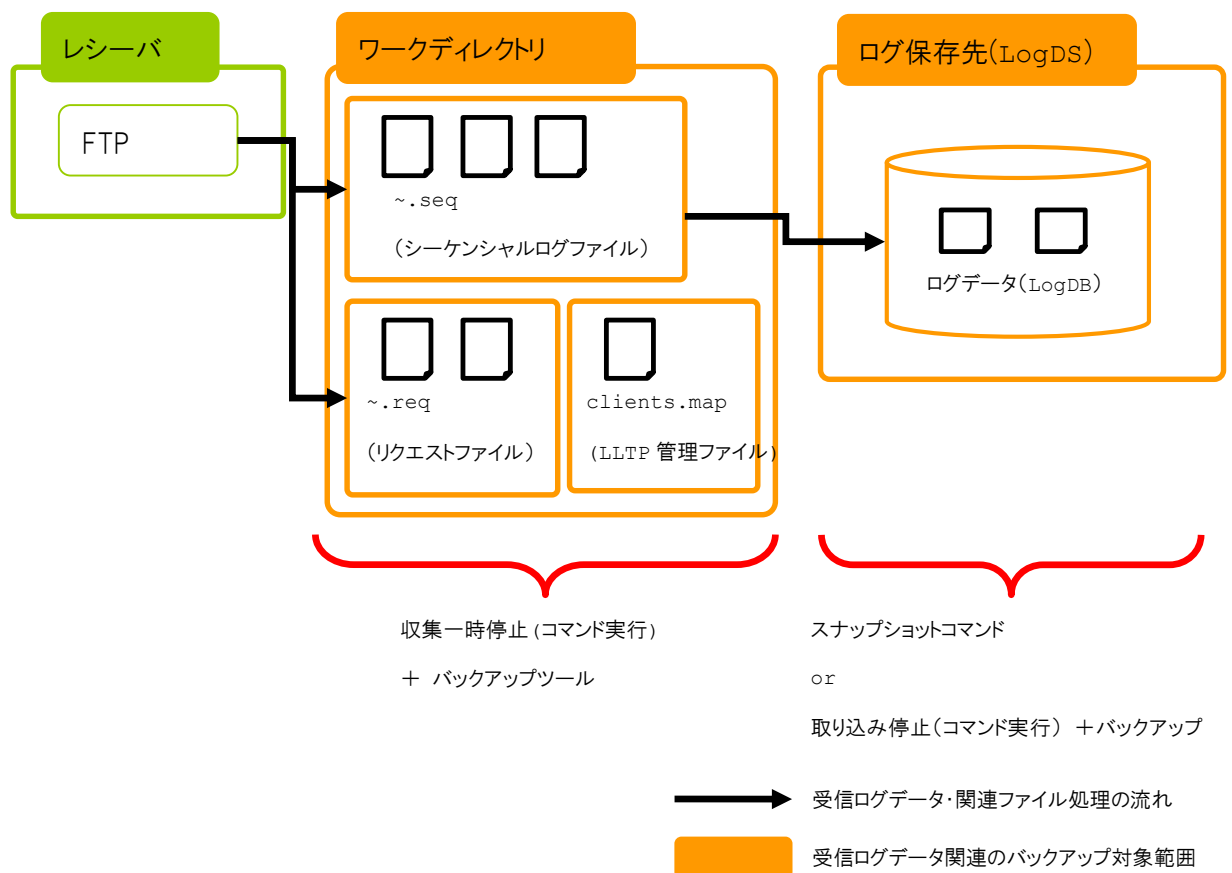 レシーバ
FTP
ワークディレクトリ
~.seq
(シーケンシャルログファイル)
~.req
(リクエストファイル)
clients.map
(LLTP 管理ファイル)
ログ保存先(LogDS)
ログデータ(LogDB)
収集一時停止(コマンド実行)
+ バックアップツール
スナップショットコマンド
or
取り込み停止(コマンド実行) +バックアップ
受信ログデータ・関連ファイル処理の流れ
受信ログデータ関連のバックアップ対象範囲